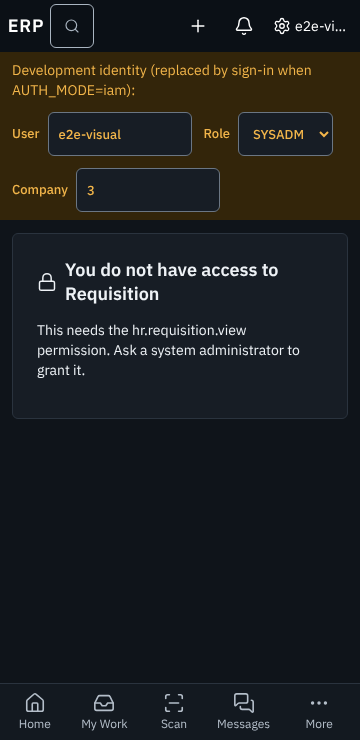 ERP
e2e-vi...
Development identity (replaced by sign-in when
AUTH_MODE=iam):
User e2e-visual Role SYSADM
Company 3
You do not have access to
Requisition
This needs the hr.requisition.view
permission. Ask a system administrator to
grant it.
Home My Work Scan Messages More